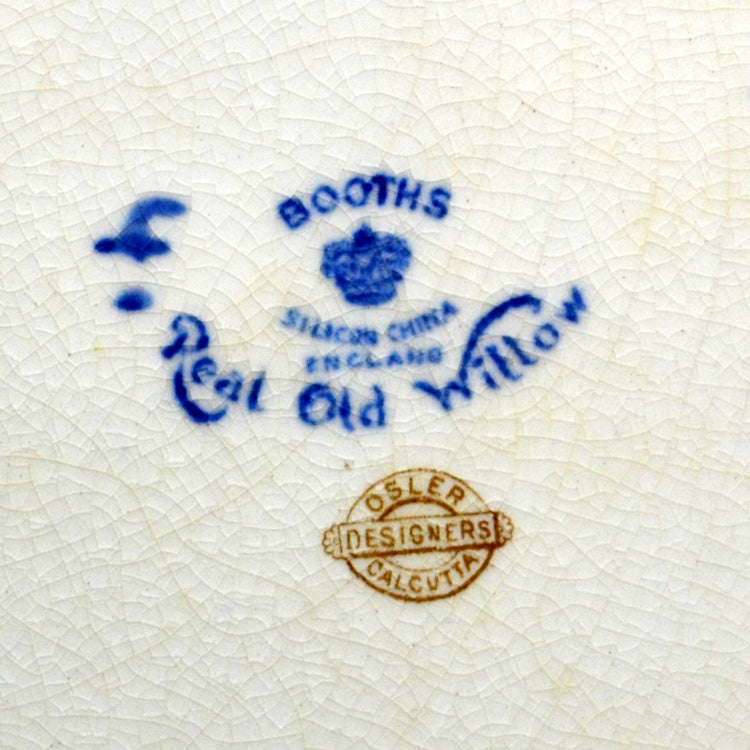 BOOTHS
SILICON CHINA
ENGLAND
Real Old Willow
OSLER
DESIGNERS
CALCUTTA